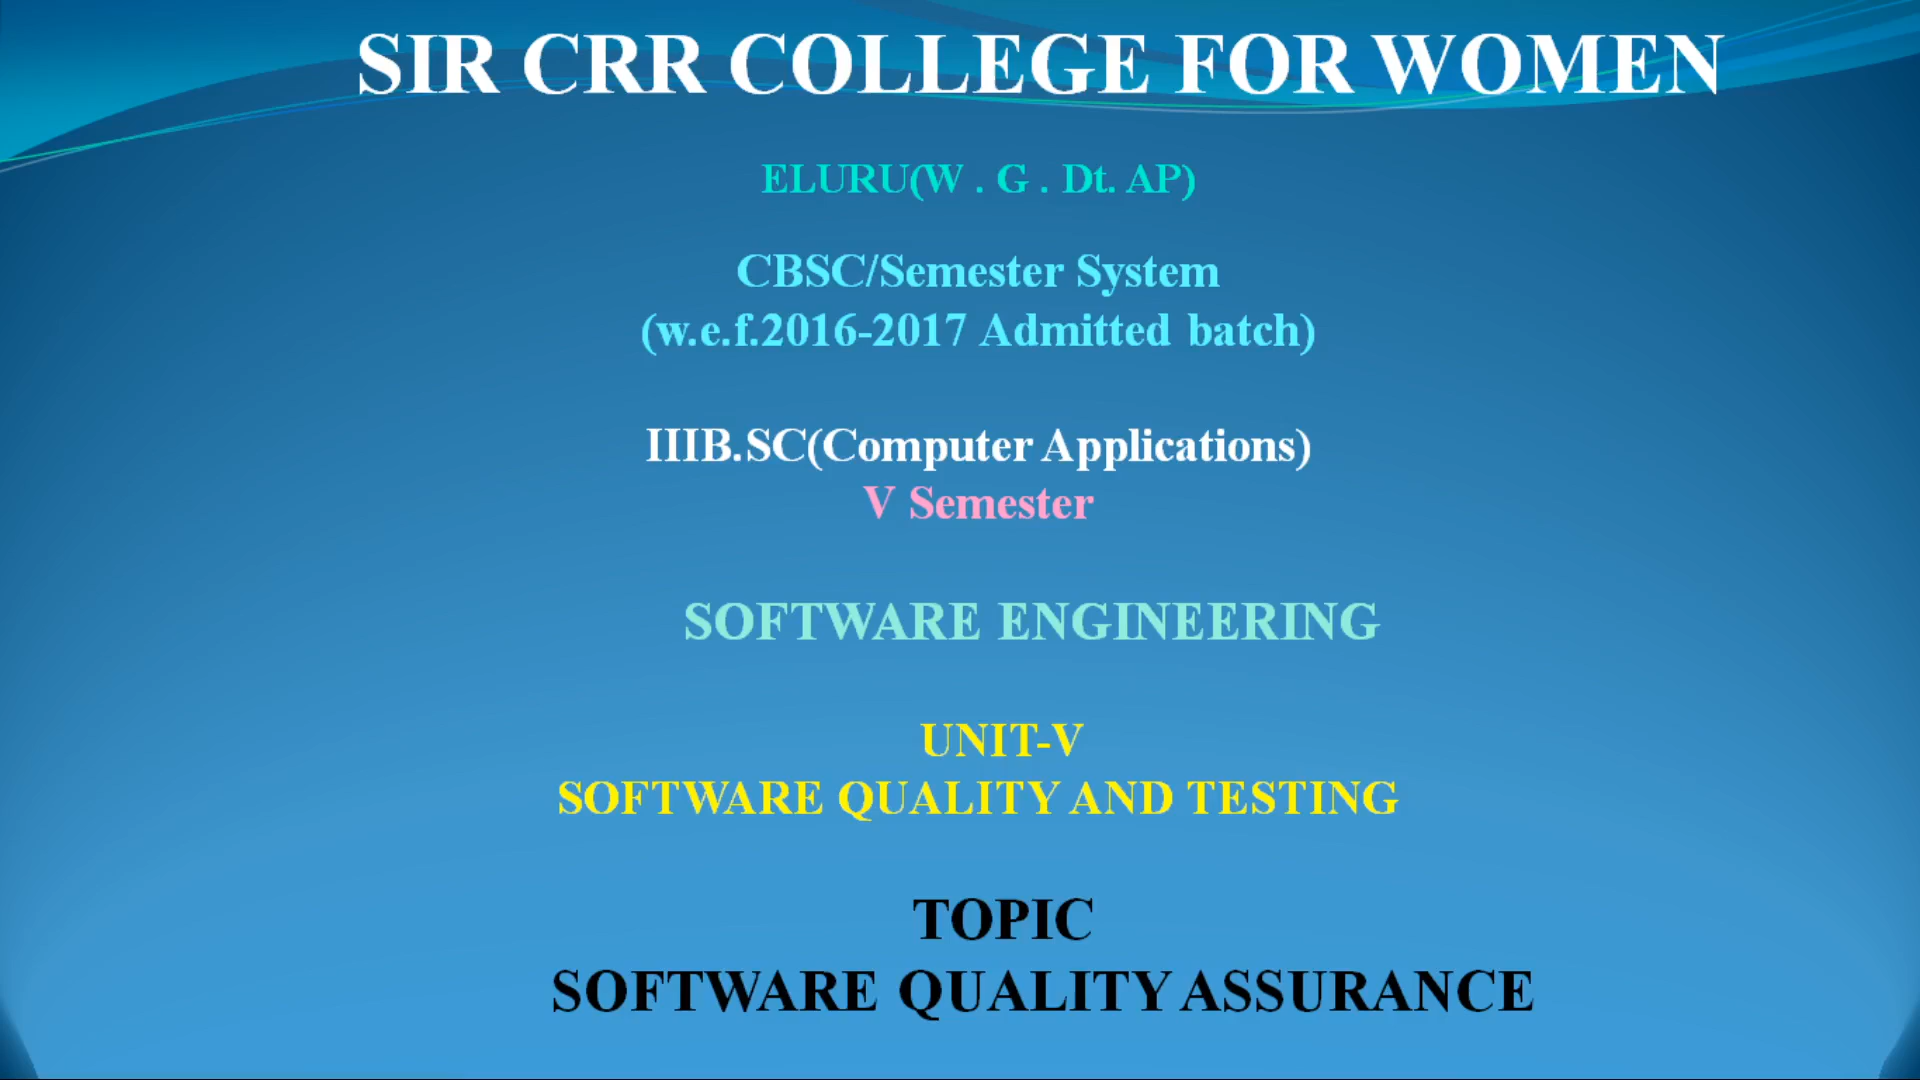 SIR CRR COLLEGE FOR WOMEN
ELURU(W . G . Dt. AP)
CBSC/Semester System
(w.e.f.2016-2017 Admitted batch)
IIIB.SC(Computer Applications)
V Semester
SOFTWARE ENGINEERING
UNIT-V
SOFTWARE QUALITY AND TESTING
TOPIC
SOFTWARE QUALITY ASSURANCE